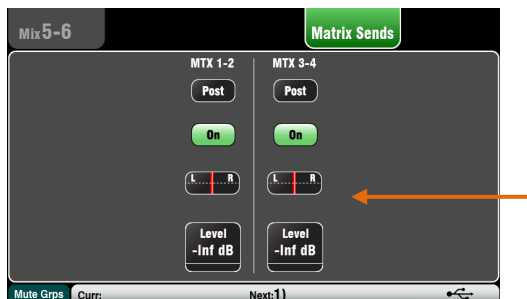 Mix5-6
Matrix Sends
MTX 1-2 MTX 3-4
Post Post
On On
L R L R
Level Level
-Inf dB -Inf dB
Mute Grps Curr: Next:1)